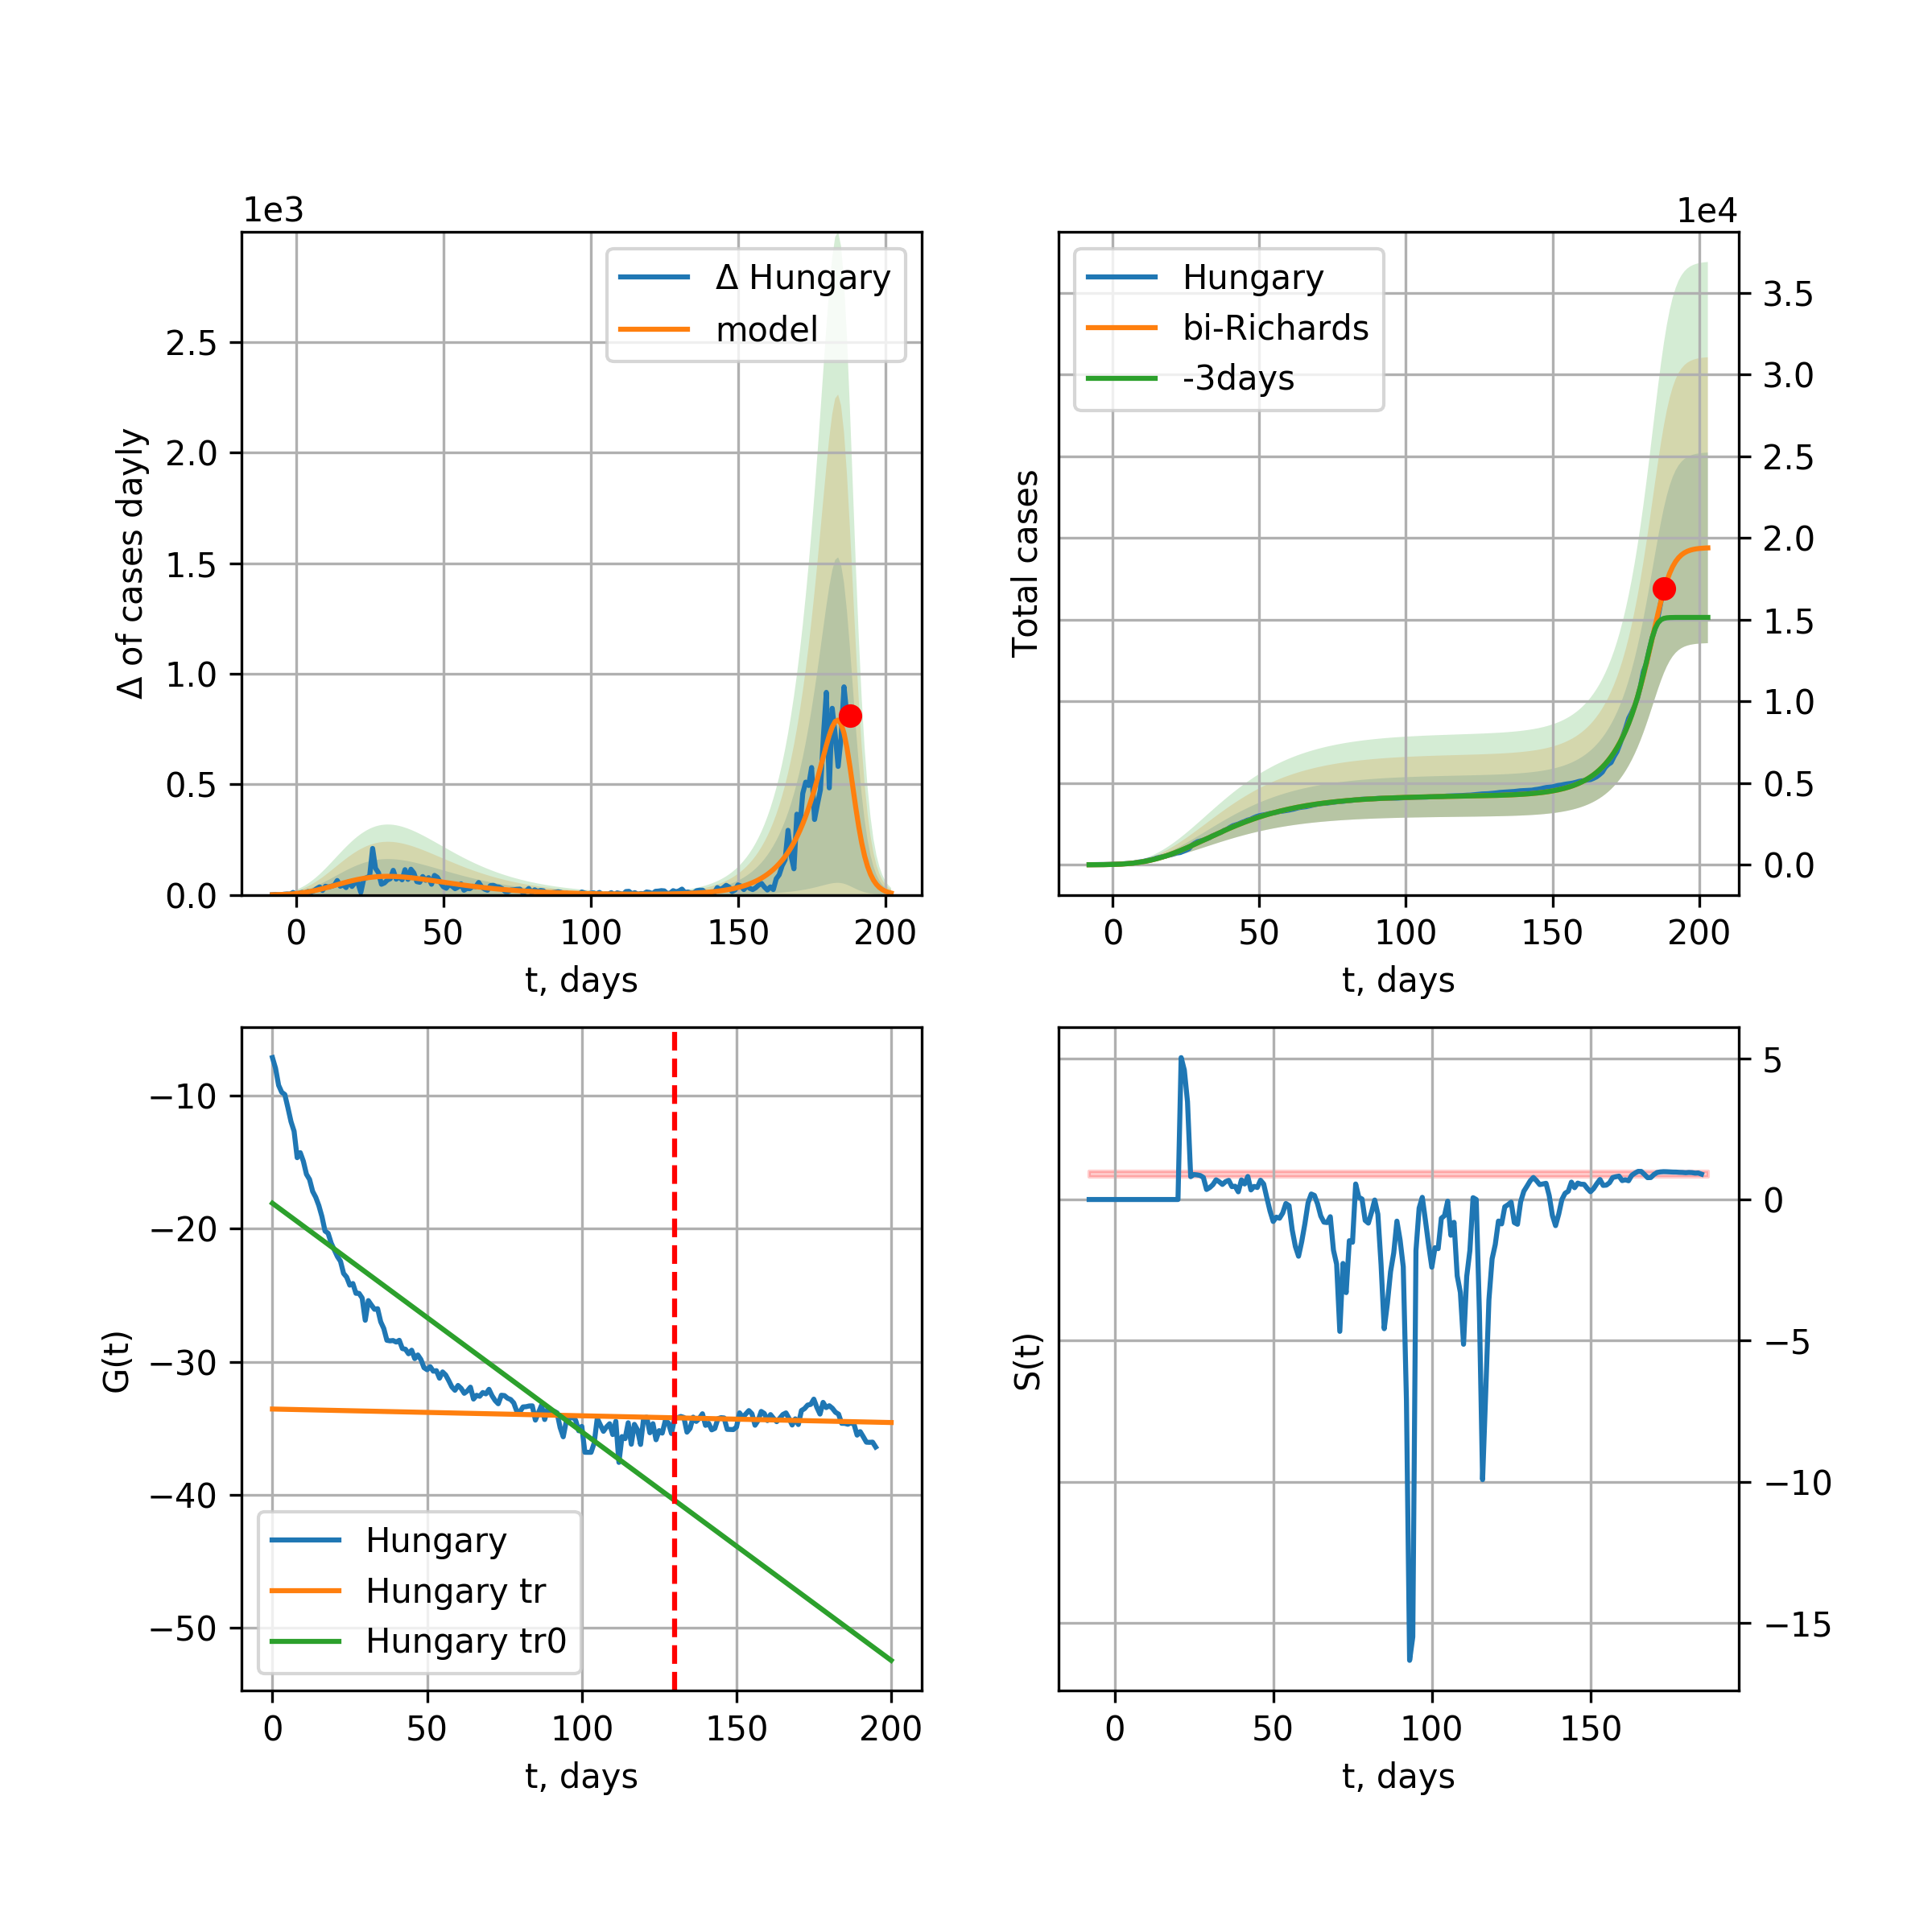 1e3
Δ Hungary
model
Δ of cases dayly
2.5
2.0
1.5
1.0
0.5
0.0
0 50 100 150 200
t, days
1e4
Hungary
bi-Richards
-3days
Total cases
3.5
3.0
2.5
2.0
1.5
1.0
0.5
0.0
0 50 100 150 200
t, days
G(t)
−10
−20
−30
−40
−50
Hungary
Hungary tr
Hungary tr0
0 50 100 150 200
t, days
S(t)
5
0
−5
−10
−15
0 50 100 150
t, days